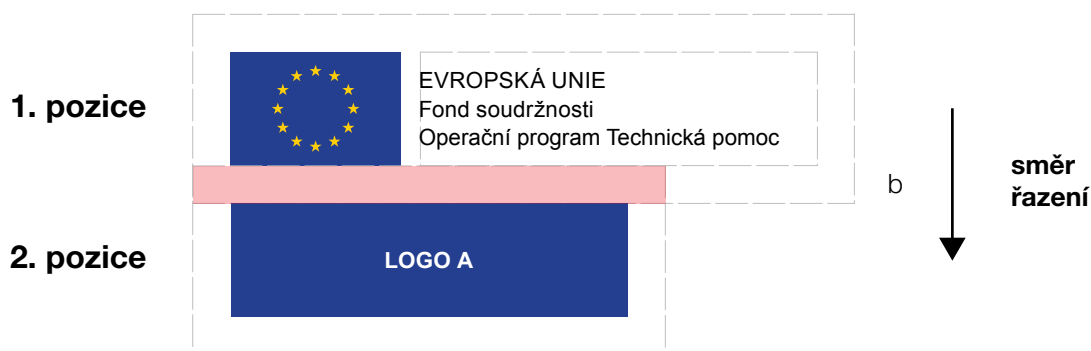 1. pozice
EVROPSKÁ UNIE
Fond soudržnosti
Operační program Technická pomoc
b
směr
řazení
2. pozice
LOGO A